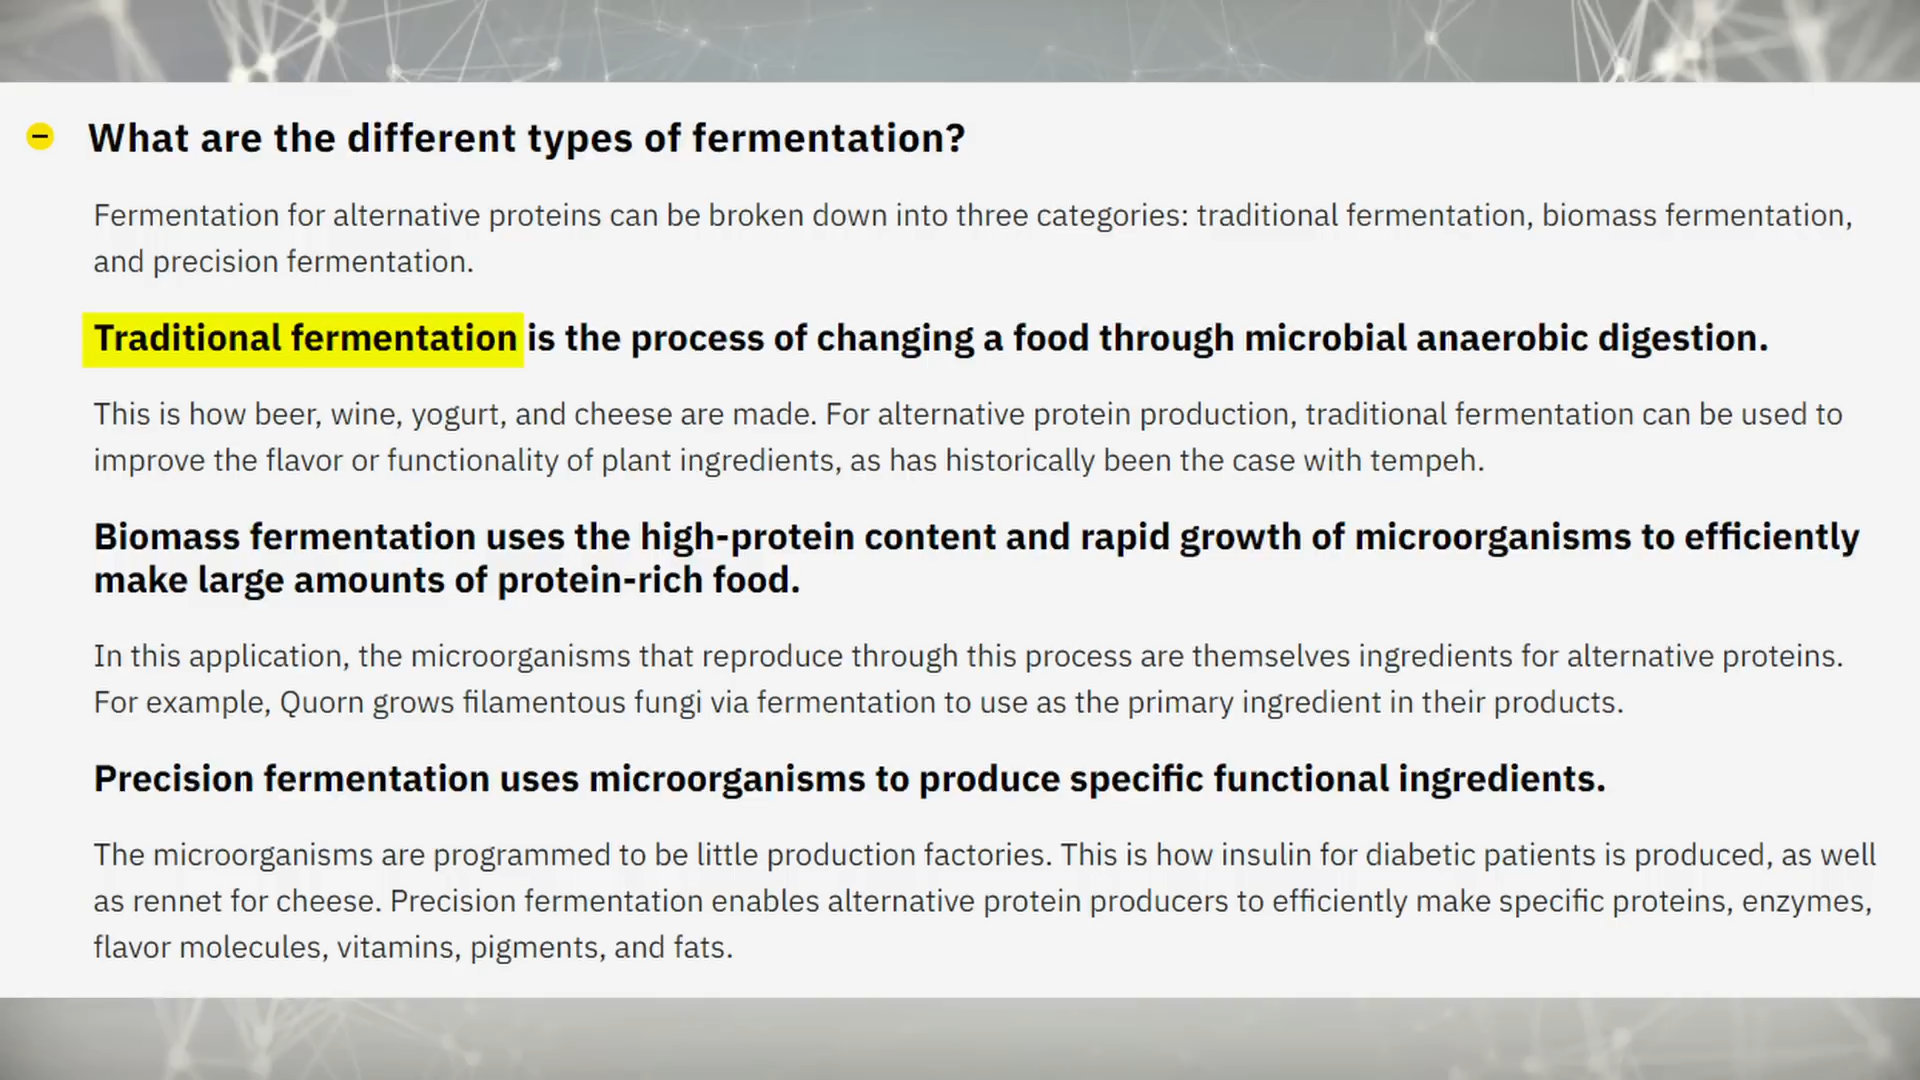 What are the different types of fermentation?
Fermentation for alternative proteins can be broken down into three categories: traditional fermentation, biomass fermentation,
and precision fermentation.
Traditional fermentation is the process of changing a food through microbial anaerobic digestion.
This is how beer, wine, yogurt, and cheese are made. For alternative protein production, traditional fermentation can be used to
improve the flavor or functionality of plant ingredients, as has historically been the case with tempeh.
Biomass fermentation uses the high-protein content and rapid growth of microorganisms to efficiently
make large amounts of protein-rich food.
In this application, the microorganisms that reproduce through this process are themselves ingredients for alternative proteins.
For example, Quorn grows filamentous fungi via fermentation to use as the primary ingredient in their products.
Precision fermentation uses microorganisms to produce specific functional ingredients.
The microorganisms are programmed to be little production factories. This is how insulin for diabetic patients is produced, as well
as rennet for cheese. Precision fermentation enables alternative protein producers to efficiently make specific proteins, enzymes,
flavor molecules, vitamins, pigments, and fats.